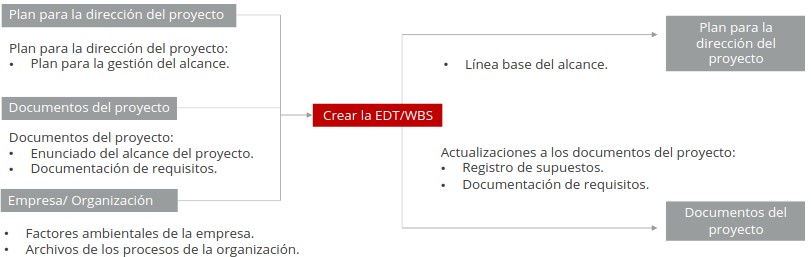 Plan para la dirección del proyecto
Plan para la dirección del proyecto:
• Plan para la gestión del alcance.
Documentos del proyecto
Documentos del proyecto:
• Enunciado del alcance del proyecto.
• Documentación de requisitos.
Empresa/ Organización
• Factores ambientales de la empresa.
• Archivos de los procesos de la organización.
Crear la EDT/WBS
• Línea base del alcance.
Plan para la
dirección del
proyecto
Actualizaciones a los documentos del proyecto:
• Registro de supuestos.
• Documentación de requisitos.
Documentos del
proyecto